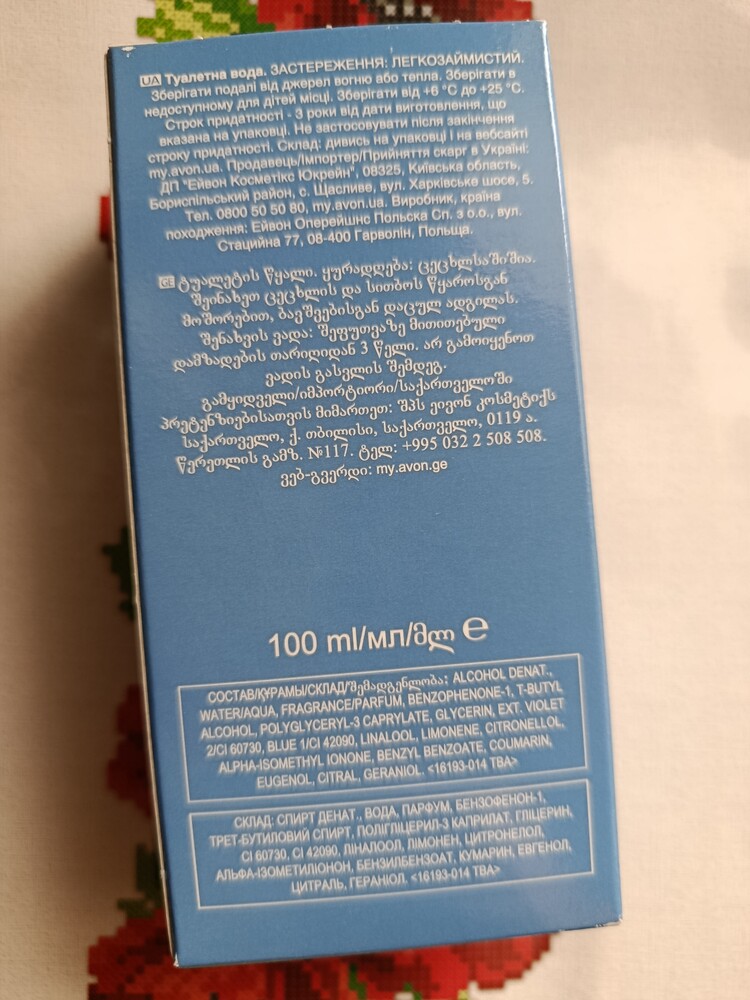 UA Туалетна вода. ЗАСТЕРЕЖЕННЯ: ЛЕГКОЗАЙМИСТИЙ.
Зберігати подалі від джерел вогню або тепла. Зберігати в
недоступному для дітей місці. Зберігати від +6 °C до +25 °C.
Строк придатності - 3 роки від дати виготовлення, що
вказана на упаковці. Не застосовувати після закінчення
строку придатності. Склад: дивись на упаковці і на вебсайті
my.avon.ua. Продавець/Імпортер/Прийняття скарг в Україні:
ДП "Ейвон Косметікс Юкрейн", 08325, Київська область,
Бориспільський район, с. Щасливе, вул. Харківське шосе, 5.
Тел. 0800 50 50 80, my.avon.ua. Виробник, країна
походження: Ейвон Оперейшнс Польска Сп. з о.о., вул.
Стаційна 77, 08-400 Гарволін, Польща.
GE ტუალეტის წყალი. ყურადღება: ცეცხლსაშიშია.
შეინახეთ ცეცხლის და სითბოს წყაროსგან
მოშორებით, ბავშვებისგან დაცულ ადგილას.
შენახვის ვადა: შეფუთვაზე მითითებული
დამზადების თარიღიდან 3 წელი. არ გამოიყენოთ
ვადის გასვლის შემდეგ.
გამყიდველი/იმპორტიორი/საქართველოში
პრეტენზიებისათვის მიმართეთ: შპს ეივონ კოსმეტიქს
საქართველო, ქ. თბილისი, საქართველო, 0119 ა.
წერეთლის გამზ. №117. ტელ: +995 032 2 508 508.
ვებ-გვერდი: my.avon.ge
100 ml/мл/მლ e
СОСТАВ/ҚҰРАМЫ/СКЛАД/შემადგენლობა: ALCOHOL DENAT.,
WATER/AQUA, FRAGRANCE/PARFUM, BENZOPHENONE-1, T-BUTYL
ALCOHOL, POLYGLYCERYL-3 CAPRYLATE, GLYCERIN, EXT. VIOLET
2/CI 60730, BLUE 1/CI 42090, LINALOOL, LIMONENE, CITRONELLOL,
ALPHA-ISOMETHYL IONONE, BENZYL BENZOATE, COUMARIN,
EUGENOL, CITRAL, GERANIOL. <16193-014 TBA>
СКЛАД: СПИРТ ДЕНАТ., ВОДА, ПАРФУМ, БЕНЗОФЕНОН-1,
ТРЕТ-БУТИЛОВИЙ СПИРТ, ПОЛІГЛІЦЕРИЛ-3 КАПРИЛАТ, ГЛІЦЕРИН,
CI 60730, CI 42090, ЛІНАЛООЛ, ЛІМОНЕН, ЦИТРОНЕЛОЛ,
АЛЬФА-ІЗОМЕТИЛІОНОН, БЕНЗИЛБЕНЗОАТ, КУМАРИН, ЕВГЕНОЛ,
ЦИТРАЛЬ, ГЕРАНІОЛ. <16193-014 TBA>